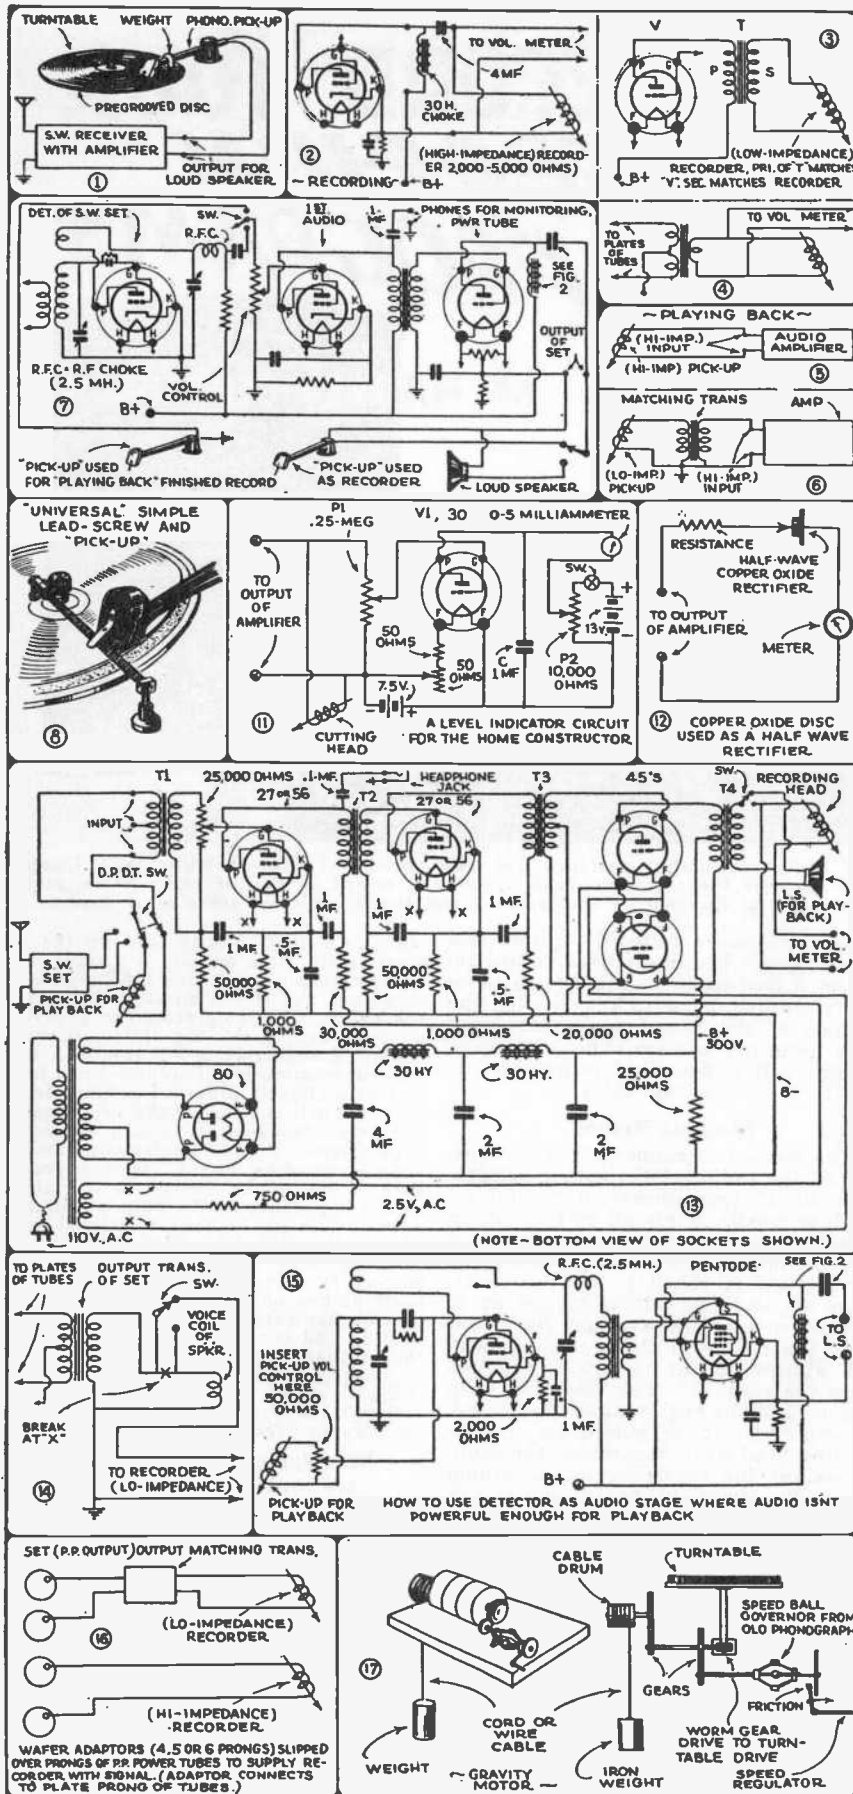 TURNTABLE
WEIGHT
PHONO. PICK-UP
PREGROOVED DISC
S.W. RECEIVER
WITH AMPLIFIER
OUTPUT FOR
LOUD SPEAKER
1
P
G
K
H
H
30 H.
CHOKE
4 MF
TO VOL. METER
(HIGH-IMPEDANCE) RECORD-
ER 2,000-5,000 OHMS)
2
~ RECORDING ~
B+
V
T
3
P
G
F
F
P
S
B+
(LOW-IMPEDANCE)
RECORDER, PRI. OF "T" MATCHES
"V", SEC. MATCHES RECORDER
TO
PLATES
OF
TUBES
TO VOL METER
4
~ PLAYING BACK ~
(HI-IMP.)
INPUT
AUDIO
AMPLIFIER
(HI-IMP) PICK-UP
5
MATCHING TRANS
AMP
(LO-IMP.)
PICK-UP
(HI-IMP.)
INPUT
6
DET. OF S.W. SET
R.F.C.
SW.
1ST.
AUDIO
.1-
MF
PHONES FOR MONITORING,
PWR TUBE
SEE
FIG.
2
P
G
K
H
H
P
G
K
H
H
P
G
F
F
R.F.C = R.F CHOKE
(2.5 MH.)
VOL.
CONTROL
OUTPUT
OF
SET
7
B+
"PICK-UP" USED
FOR "PLAYING BACK" FINISHED RECORD
"PICK-UP" USED
AS RECORDER
LOUD SPEAKER
"UNIVERSAL" SIMPLE
LEAD-SCREW AND
"PICK-UP"
8
P1
.25-MEG
V1, 30
0-5 MILLIAMMETER
TO
OUTPUT
OF
AMPLIFIER
P
G
F
F
50
OHMS
50
OHMS
C
1 MF
SW.
+
13V.
-
P2
10,000
OHMS
7.5V.
-
+
11
CUTTING
HEAD
A LEVEL INDICATOR CIRCUIT
FOR THE HOME CONSTRUCTOR
RESISTANCE
HALF-WAVE
COPPER OXIDE
RECTIFIER
TO OUTPUT
OF AMPLIFIER
METER
12
COPPER OXIDE DISC
USED AS A HALF WAVE
RECTIFIER
T1
25,000 OHMS
27 OR 56
.1-MF.
HEADPHONE
JACK
T2
27 OR 56
T3
45'S
SW.
T4
RECORDING
HEAD
INPUT
P
G
K
H
H
X
X
P
G
K
H
H
X
X
P
G
F
F
F
F
G
P
D.P.D.T. SW.
L.S.
(FOR PLAY-
BACK)
TO VOL.
METER
S.W.
SET
PICK-UP FOR
PLAY BACK
1 MF.
.5-
MF.
1
MF
1
MF
1 MF.
.5-
MF
50,000
OHMS
1,000
OHMS
30,000
OHMS
50,000
OHMS
1,000 OHMS
20,000 OHMS
B+
300V.
B-
80
P
P
F
F
30 HY
30 HY.
25,000
OHMS
4
MF
2
MF
2
MF
X
X
750 OHMS
2.5V., A.C
13
110V., A.C
(NOTE-BOTTOM VIEW OF SOCKETS SHOWN.)
TO PLATES
OF TUBES
OUTPUT TRANS.
OF SET
SW.
VOICE
COIL
OF
SPKR.
X
BREAK
AT "X"
TO RECORDER
(LO-IMPEDANCE)
14
15
R.F.C. (2.5 MH.)
PENTODE
SEE FIG. 2
INSERT
PICK-UP VOL
CONTROL
HERE
50,000
OHMS
P
G
K
H
H
P
G
S
K
H
H
TO
L.S
2,000
OHMS
1 MF.
B+
PICK-UP FOR
PLAYBACK
HOW TO USE DETECTOR AS AUDIO STAGE WHERE AUDIO ISNT
POWERFUL ENOUGH FOR PLAYBACK
SET (P.P. OUTPUT) OUTPUT MATCHING TRANS.
16
(LO-IMPEDANCE)
RECORDER
(HI-IMPEDANCE)
RECORDER
WAFER ADAPTORS (4,5 OR 6 PRONGS) SLIPPED
OVER PRONGS OF P.P. POWER TUBES TO SUPPLY RE-
CORDER WITH SIGNAL. (ADAPTOR CONNECTS
TO PLATE PRONG OF TUBES.)
17
CABLE
DRUM
TURNTABLE
SPEED BALL
GOVERNOR FROM
OLD PHONOGRAPH
GEARS
FRICTION
WEIGHT
CORD OR
WIRE
CABLE
~ GRAVITY
MOTOR ~
IRON
WEIGHT
WORM GEAR
DRIVE TO TURN-
TABLE DRIVE
SPEED
REGULATOR